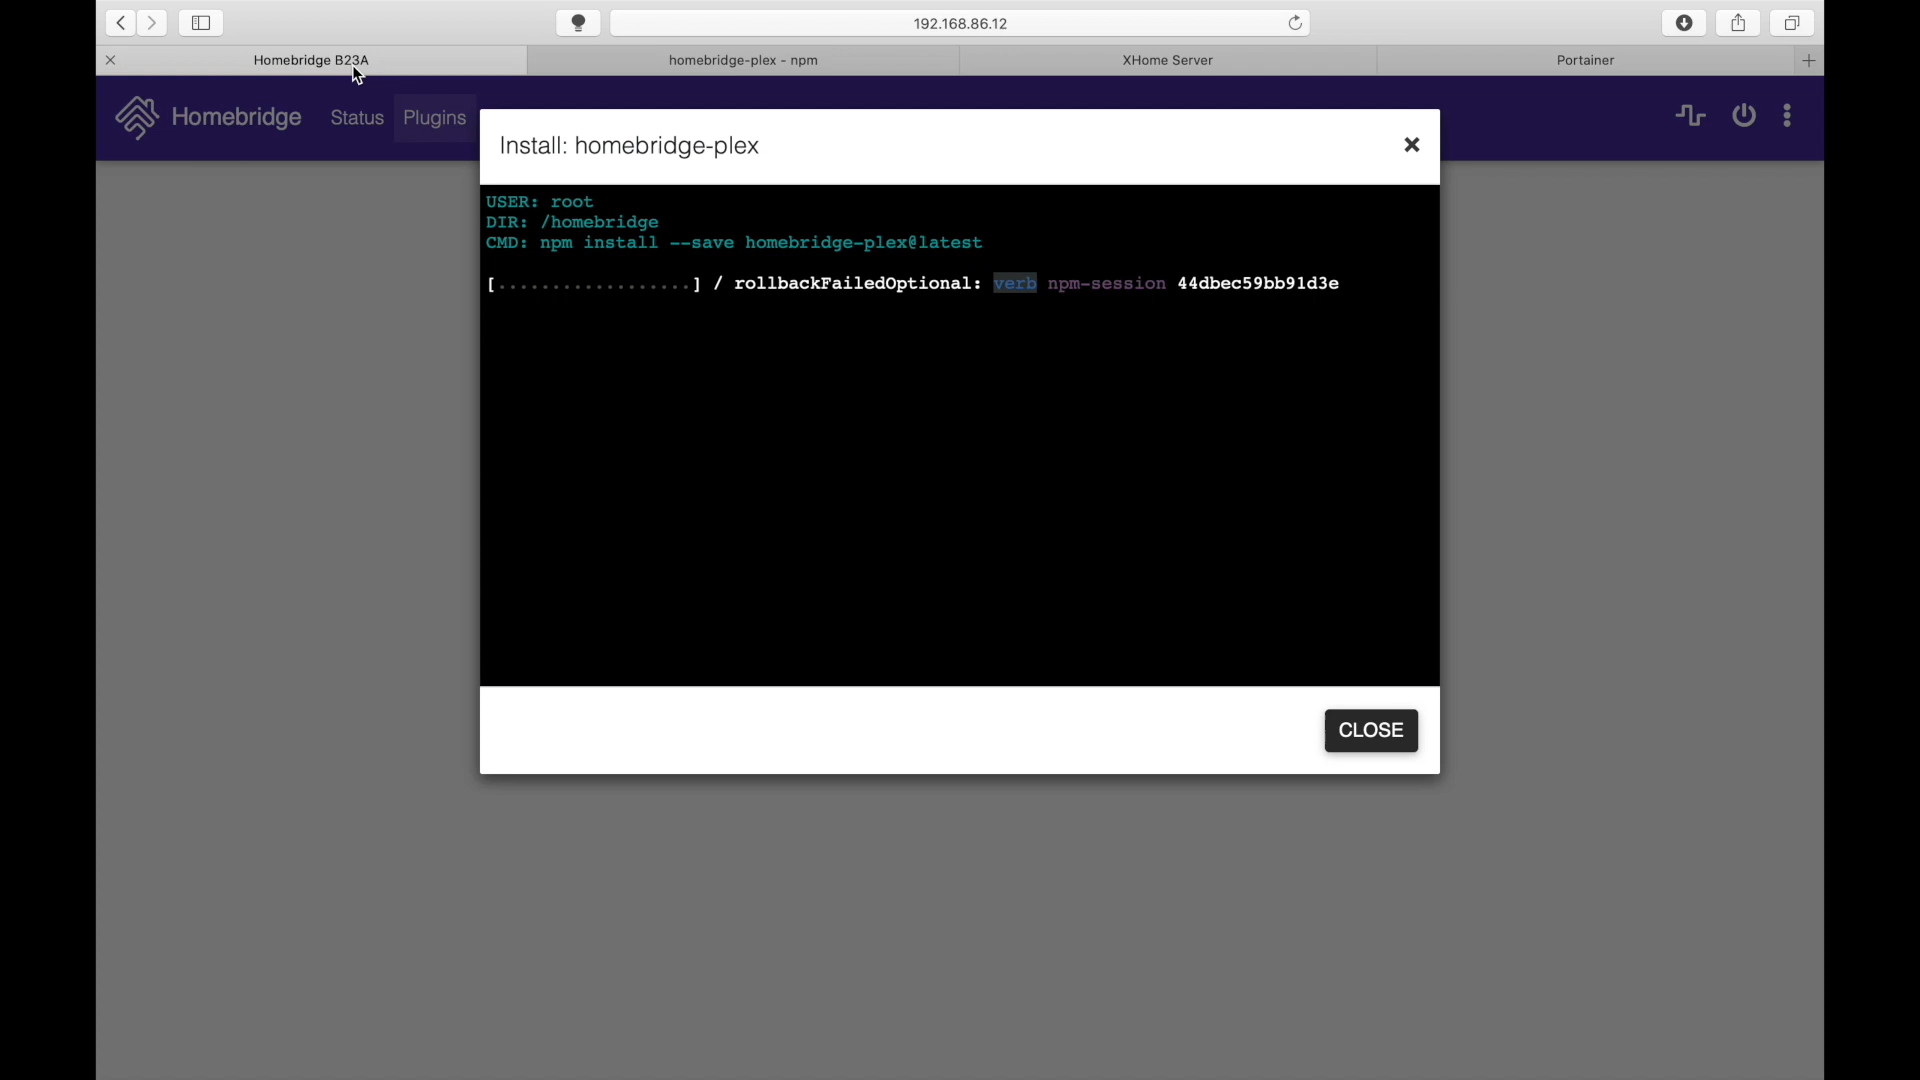 192.168.86.12
Homebridge B23A
homebridge-plex - npm
XHome Server
Portainer
Homebridge
Status
Plugins
Install: homebridge-plex
USER: root
DIR: /homebridge
CMD: npm install --save homebridge-plex@latest
[..................] / rollbackFailedOptional: verb npm-session 44dbec59bb91d3e
CLOSE